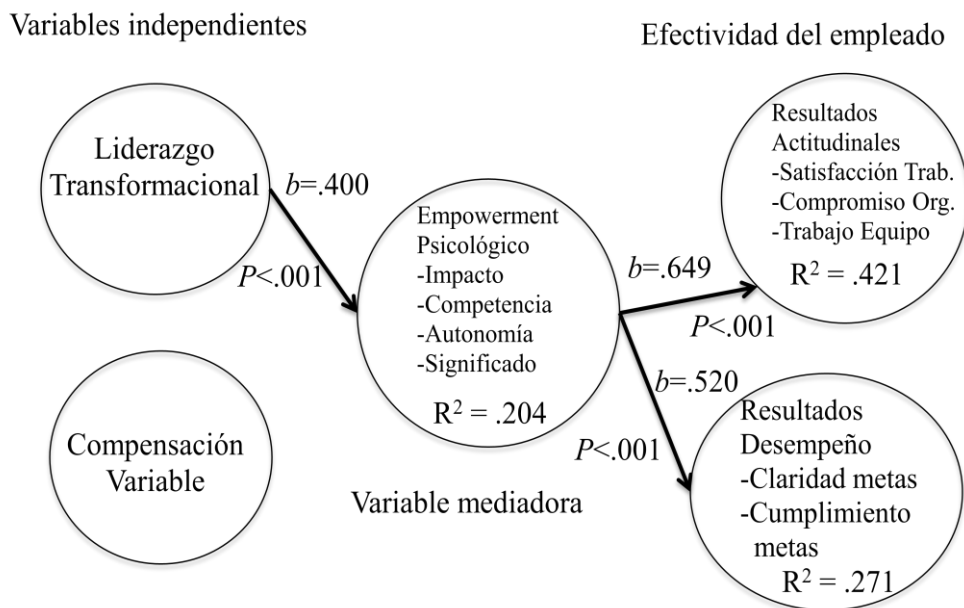 Variables independientes
Efectividad del empleado
Liderazgo
Transformacional
b=.400
P<.001
Compensación
Variable
Empowerment
Psicológico
-Impacto
-Competencia
-Autonomía
-Significado
R² = .204
Variable mediadora
b=.649
P<.001
b=.520
P<.001
Resultados
Actitudinales
-Satisfacción Trab.
-Compromiso Org.
-Trabajo Equipo
R² = .421
Resultados
Desempeño
-Claridad metas
-Cumplimiento
metas
R² = .271